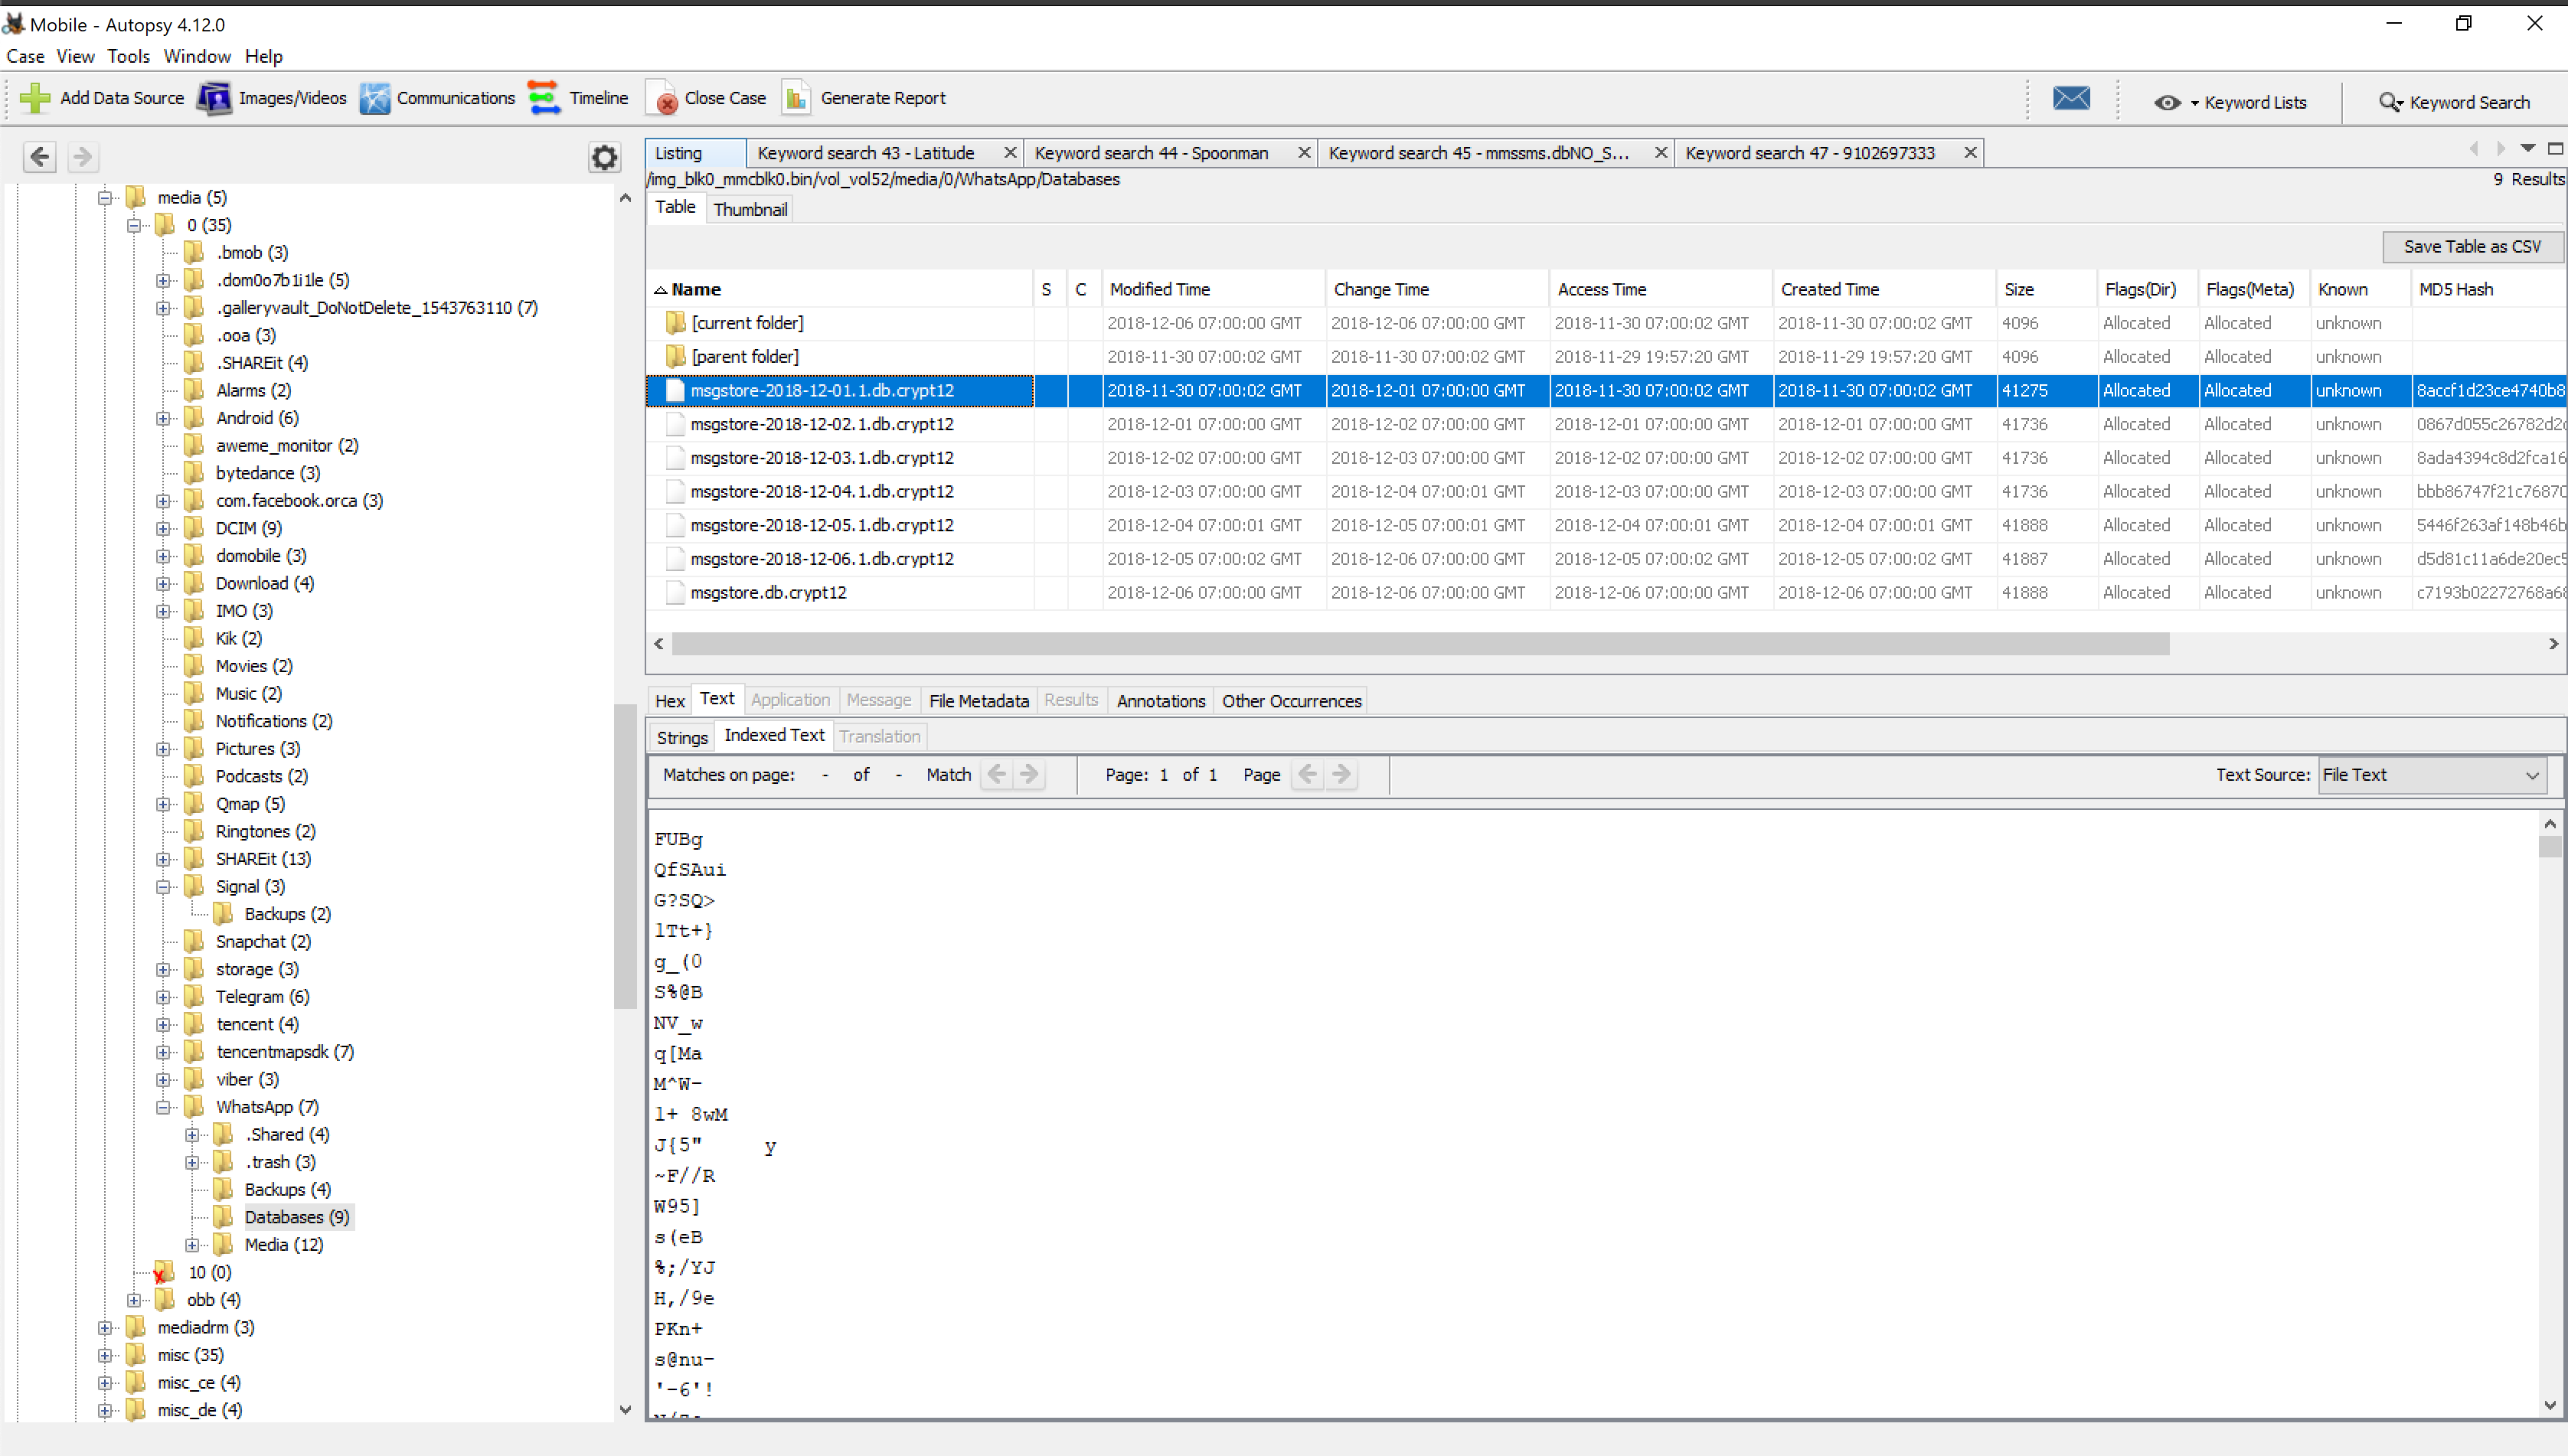 Mobile - Autopsy 4.12.0
Case View Tools Window Help
Add Data Source Images/Videos Communications Timeline Close Case Generate Report Keyword Lists Keyword Search
media (5)
0 (35)
.bmob (3)
.dom0o7b1i1le (5)
.galleryvault_DoNotDelete_1543763110 (7)
.ooa (3)
.SHAREit (4)
Alarms (2)
Android (6)
aweme_monitor (2)
bytedance (3)
com.facebook.orca (3)
DCIM (9)
domobile (3)
Download (4)
IMO (3)
Kik (2)
Movies (2)
Music (2)
Notifications (2)
Pictures (3)
Podcasts (2)
Qmap (5)
Ringtones (2)
SHAREit (13)
Signal (3)
Backups (2)
Snapchat (2)
storage (3)
Telegram (6)
tencent (4)
tencentmapsdk (7)
viber (3)
WhatsApp (7)
.Shared (4)
.trash (3)
Backups (4)
Databases (9)
Media (12)
10 (0)
obb (4)
mediadrm (3)
misc (35)
misc_ce (4)
misc_de (4)
Listing Keyword search 43 - Latitude Keyword search 44 - Spoonman Keyword search 45 - mmssms.dbNO_S... Keyword search 47 - 9102697333
/img_blk0_mmcblk0.bin/vol_vol52/media/0/WhatsApp/Databases 9 Results
Table Thumbnail
Save Table as CSV
Name S C Modified Time Change Time Access Time Created Time Size Flags(Dir) Flags(Meta) Known MD5 Hash
[current folder] 2018-12-06 07:00:00 GMT 2018-12-06 07:00:00 GMT 2018-11-30 07:00:02 GMT 2018-11-30 07:00:02 GMT 4096 Allocated Allocated unknown
[parent folder] 2018-11-30 07:00:02 GMT 2018-11-30 07:00:02 GMT 2018-11-29 19:57:20 GMT 2018-11-29 19:57:20 GMT 4096 Allocated Allocated unknown
msgstore-2018-12-01.1.db.crypt12 2018-11-30 07:00:02 GMT 2018-12-01 07:00:00 GMT 2018-11-30 07:00:02 GMT 2018-11-30 07:00:02 GMT 41275 Allocated Allocated unknown 8accf1d23ce4740b8
msgstore-2018-12-02.1.db.crypt12 2018-12-01 07:00:00 GMT 2018-12-02 07:00:00 GMT 2018-12-01 07:00:00 GMT 2018-12-01 07:00:00 GMT 41736 Allocated Allocated unknown 0867d055c26782d2
msgstore-2018-12-03.1.db.crypt12 2018-12-02 07:00:00 GMT 2018-12-03 07:00:00 GMT 2018-12-02 07:00:00 GMT 2018-12-02 07:00:00 GMT 41736 Allocated Allocated unknown 8ada4394c8d2fca16
msgstore-2018-12-04.1.db.crypt12 2018-12-03 07:00:00 GMT 2018-12-04 07:00:01 GMT 2018-12-03 07:00:00 GMT 2018-12-03 07:00:00 GMT 41736 Allocated Allocated unknown bbb86747f21c76870
msgstore-2018-12-05.1.db.crypt12 2018-12-04 07:00:01 GMT 2018-12-05 07:00:01 GMT 2018-12-04 07:00:01 GMT 2018-12-04 07:00:01 GMT 41888 Allocated Allocated unknown 5446f263af148b46b
msgstore-2018-12-06.1.db.crypt12 2018-12-05 07:00:02 GMT 2018-12-06 07:00:00 GMT 2018-12-05 07:00:02 GMT 2018-12-05 07:00:02 GMT 41887 Allocated Allocated unknown d5d81c11a6de20ec5
msgstore.db.crypt12 2018-12-06 07:00:00 GMT 2018-12-06 07:00:00 GMT 2018-12-06 07:00:00 GMT 2018-12-06 07:00:00 GMT 41888 Allocated Allocated unknown c7193b02272768a68
Hex Text Application Message File Metadata Results Annotations Other Occurrences
Strings Indexed Text Translation
Matches on page: - of - Match Page: 1 of 1 Page Text Source: File Text
FUBg
QfSAui
G?SQ>
lTt+}
g_(0
S%@B
NV_w
q[Ma
M^W-
l+ 8wM
J{5" y
~F//R
W95]
s(eB
%;/YJ
H,/9e
PKn+
s@nu-
'-6'!